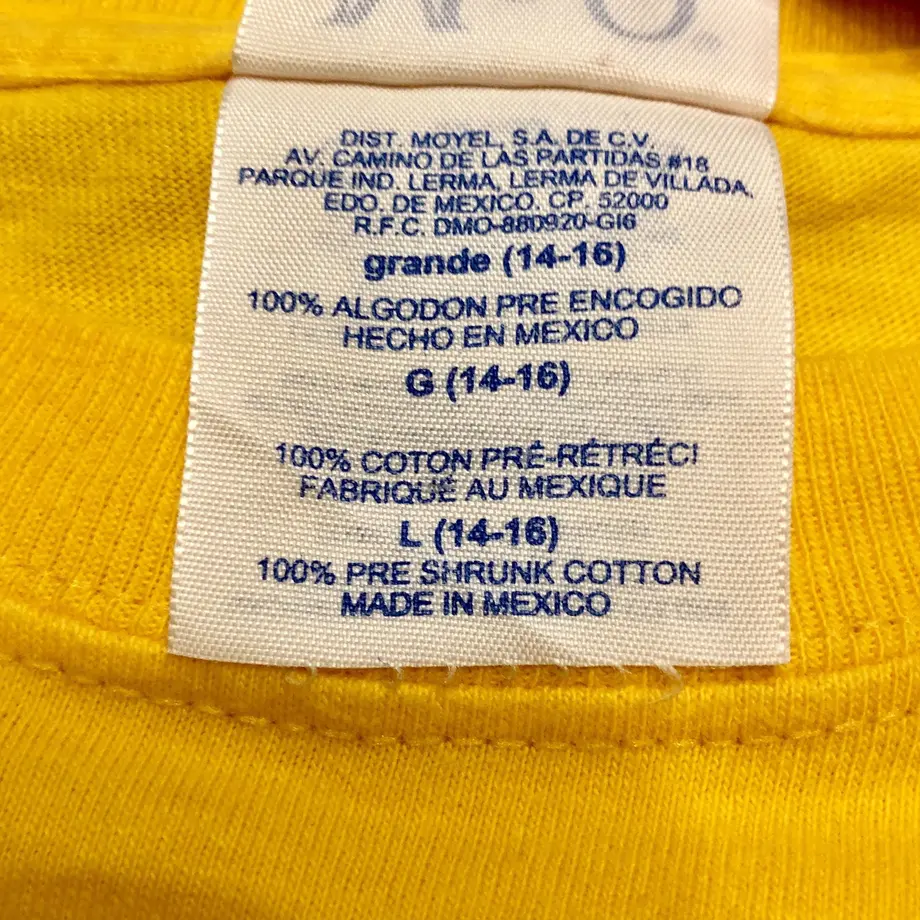 DIST. MOYEL, S.A. DE C.V.
AV. CAMINO DE LAS PARTIDAS #18
PARQUE IND. LERMA, LERMA DE VILLADA,
EDO. DE MEXICO. CP. 52000
R.F.C. DMO-880920-GI6
grande (14-16)
100% ALGODON PRE ENCOGIDO
HECHO EN MEXICO
G (14-16)
100% COTON PRÉ-RÉTRÉCI
FABRIQUÉ AU MEXIQUE
L (14-16)
100% PRE SHRUNK COTTON
MADE IN MEXICO